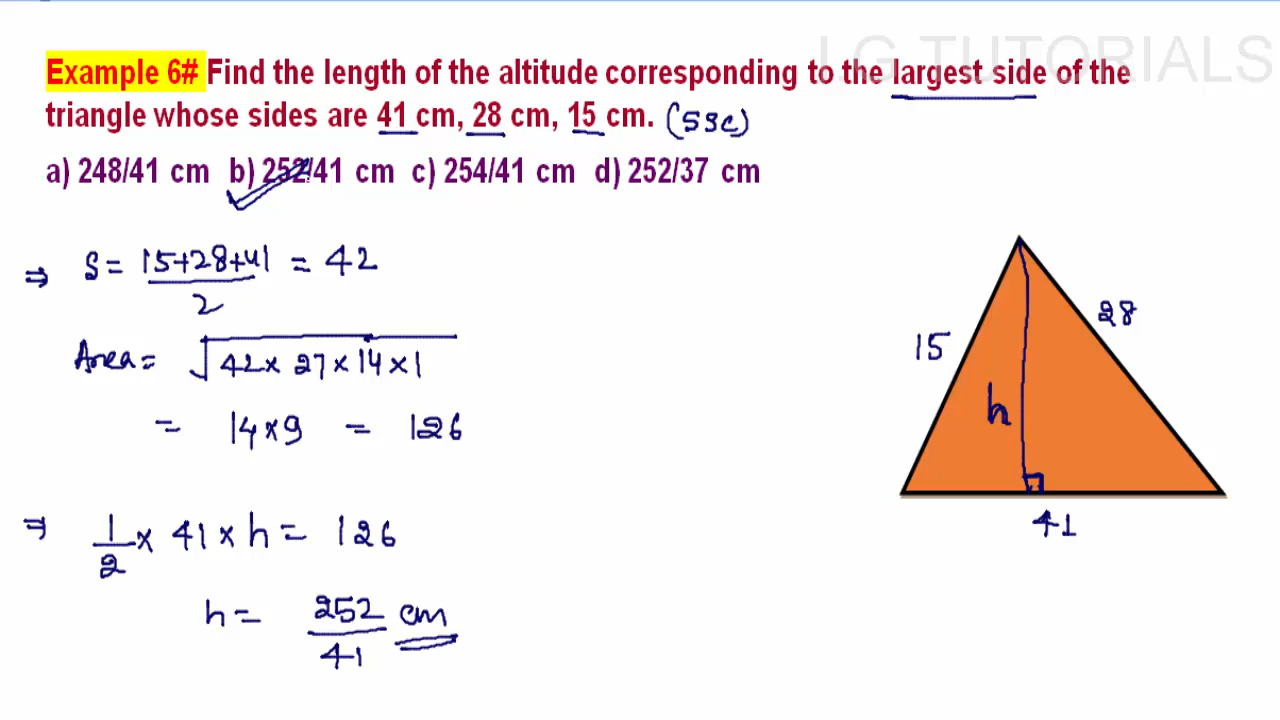 LG TUTORIALS
Example 6# Find the length of the altitude corresponding to the largest side of the
triangle whose sides are 41 cm, 28 cm, 15 cm. (SSC)
a) 248/41 cm b) 252/41 cm c) 254/41 cm d) 252/37 cm
⇒ S = (15+28+41)/2 = 42
Area = √(42 × 27 × 14 × 1)
= 14 × 9 = 126
⇒ 1/2 × 41 × h = 126
h = 252/41 cm
15
28
h
41